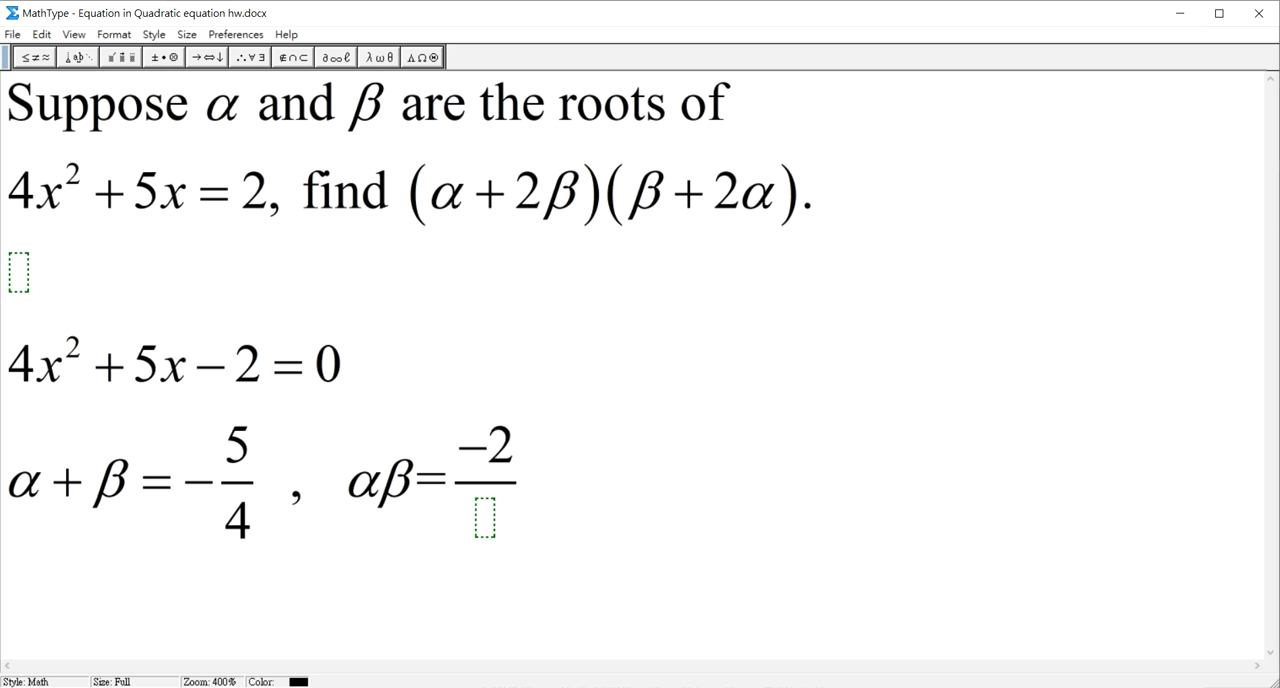 MathType - Equation in Quadratic equation hw.docx
File Edit View Format Style Size Preferences Help
≤≠≈ ±•⊗ →⇔↓ ∴∀∃ ∉∩⊂ ∂∞ℓ λωθ ΛΩ⊛
Suppose α and β are the roots of
4x² + 5x = 2, find (α + 2β)(β + 2α).
4x² + 5x − 2 = 0
α + β = −5/4 , αβ= −2/
Style: Math Size: Full Zoom: 400% Color: